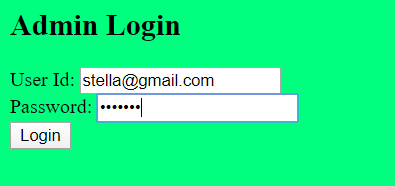 Admin Login
User Id: stella@gmail.com
Password: •••••••
Login